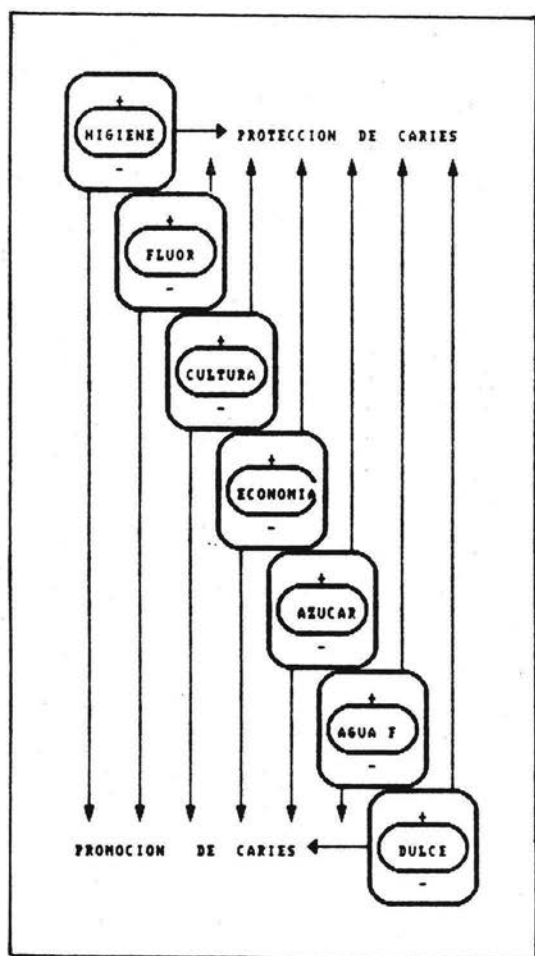 +
HIGIENE
-
PROTECCION DE CARIES
+
FLUOR
-
+
CULTURA
-
+
ECONOMIA
-
+
AZUCAR
-
+
AGUA F
-
+
DULCE
-
PROMOCION DE CARIES